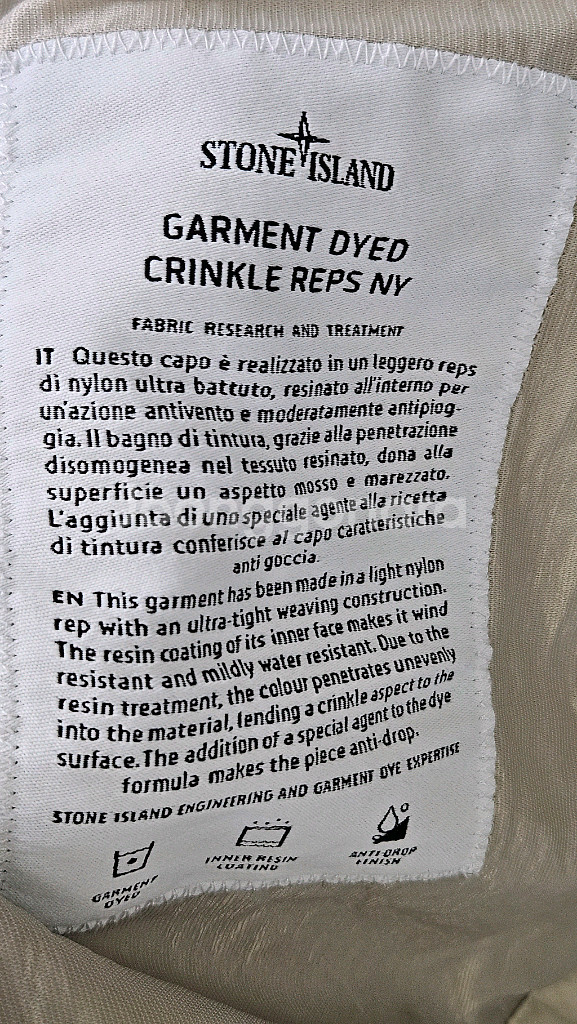 STONE ISLAND
GARMENT DYED
CRINKLE REPS NY
FABRIC RESEARCH AND TREATMENT
IT Questo capo è realizzato in un leggero reps
di nylon ultra battuto, resinato all'interno per
un'azione antivento e moderatamente antipiog-
gia. Il bagno di tintura, grazie alla penetrazione
disomogenea nel tessuto resinato, dona alla
superficie un aspetto mosso e marezzato.
L'aggiunta di uno speciale agente alla ricetta
di tintura conferisce al capo caratteristiche
anti goccia.
EN This garment has been made in a light nylon
rep with an ultra-tight weaving construction.
The resin coating of its inner face makes it wind
resistant and mildly water resistant. Due to the
resin treatment, the colour penetrates unevenly
into the material, lending a crinkle aspect to the
surface. The addition of a special agent to the dye
formula makes the piece anti-drop.
STONE ISLAND ENGINEERING AND GARMENT DYE EXPERTISE
GARMENT
DYED
INNER RESIN
COATING
ANTI-DROP
FINISH